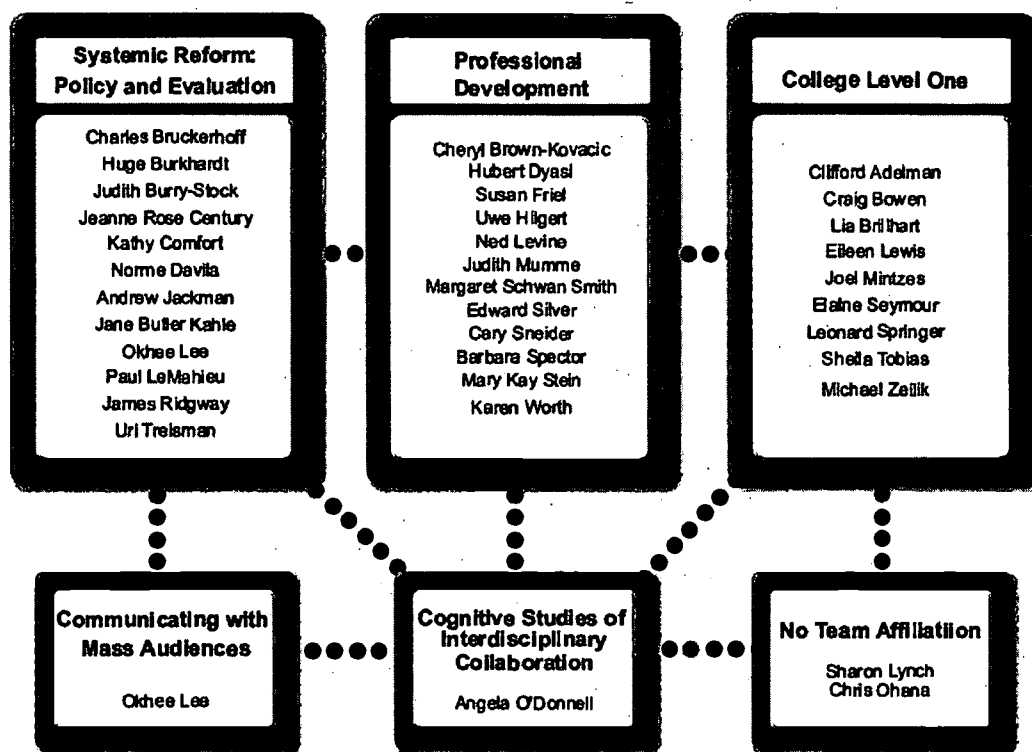 Systemic Reform:
Policy and Evaluation
Charles Bruckerhoff
Huge Burkhardt
Judith Burry-Stock
Jeanne Rose Century
Kathy Comfort
Norme Davila
Andrew Jackman
Jane Butler Kahle
Okhee Lee
Paul LeMahieu
James Ridgway
Uri Treisman
Professional
Development
Cheryl Brown-Kovacic
Hubert Dyasi
Susan Friel
Uwe Hilgert
Ned Levine
Judith Mumme
Margaret Schwan Smith
Edward Silver
Cary Sneider
Barbara Spector
Mary Kay Stein
Karen Worth
College Level One
Clifford Adelman
Craig Bowen
Lia Brillhart
Eileen Lewis
Joel Mintzes
Elaine Seymour
Leonard Springer
Sheila Tobias
Michael Zeilik
Communicating with
Mass Audiences
Okhee Lee
Cognitive Studies of
Interdisciplinary
Collaboration
Angela O'Donnell
No Team Affiliatiion
Sharon Lynch
Chris Ohana